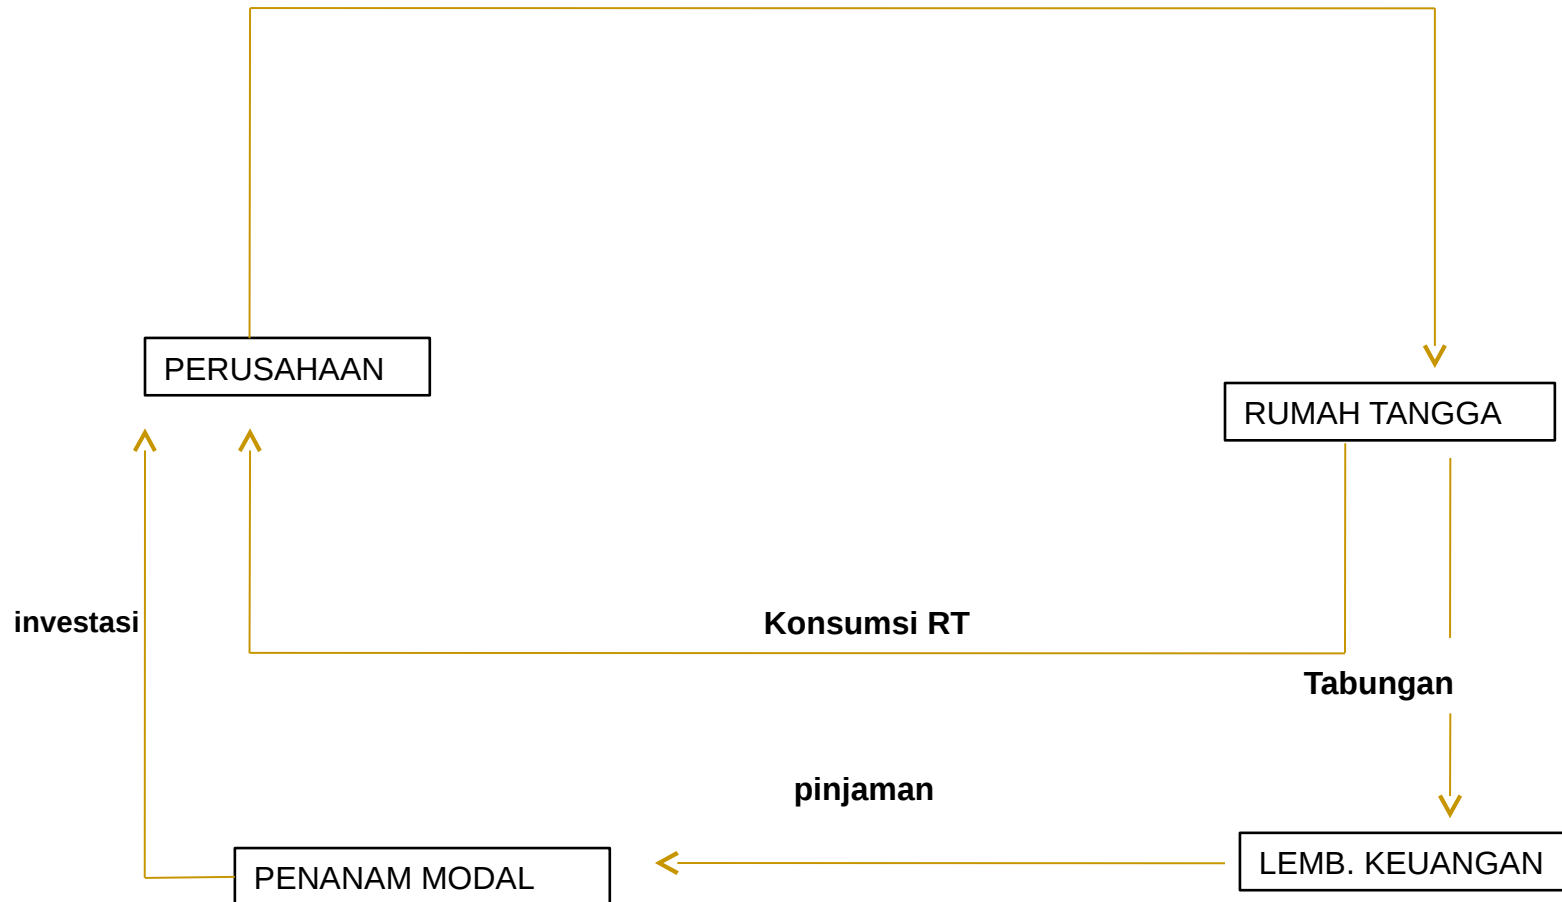 PERUSAHAAN
RUMAH TANGGA
investasi
Konsumsi RT
Tabungan
pinjaman
PENANAM MODAL
LEMB. KEUANGAN